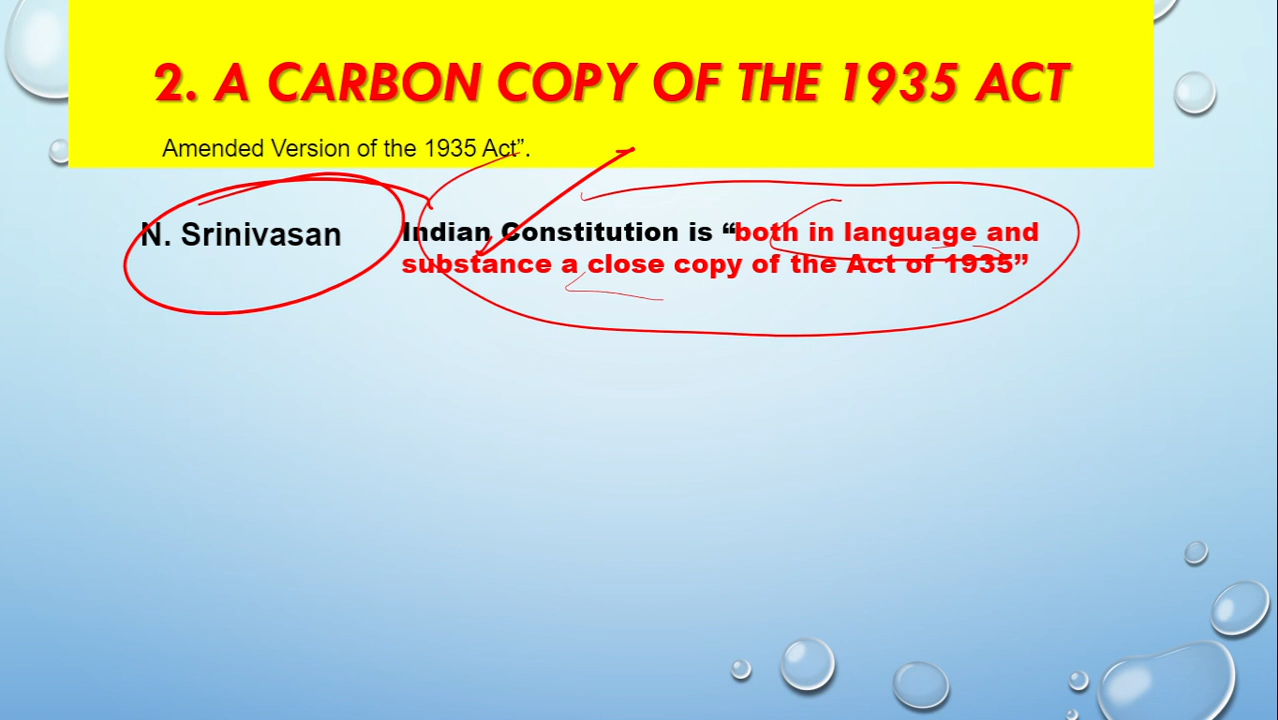 2. A CARBON COPY OF THE 1935 ACT
Amended Version of the 1935 Act”.
N. Srinivasan
Indian Constitution is “both in language and
substance a close copy of the Act of 1935”